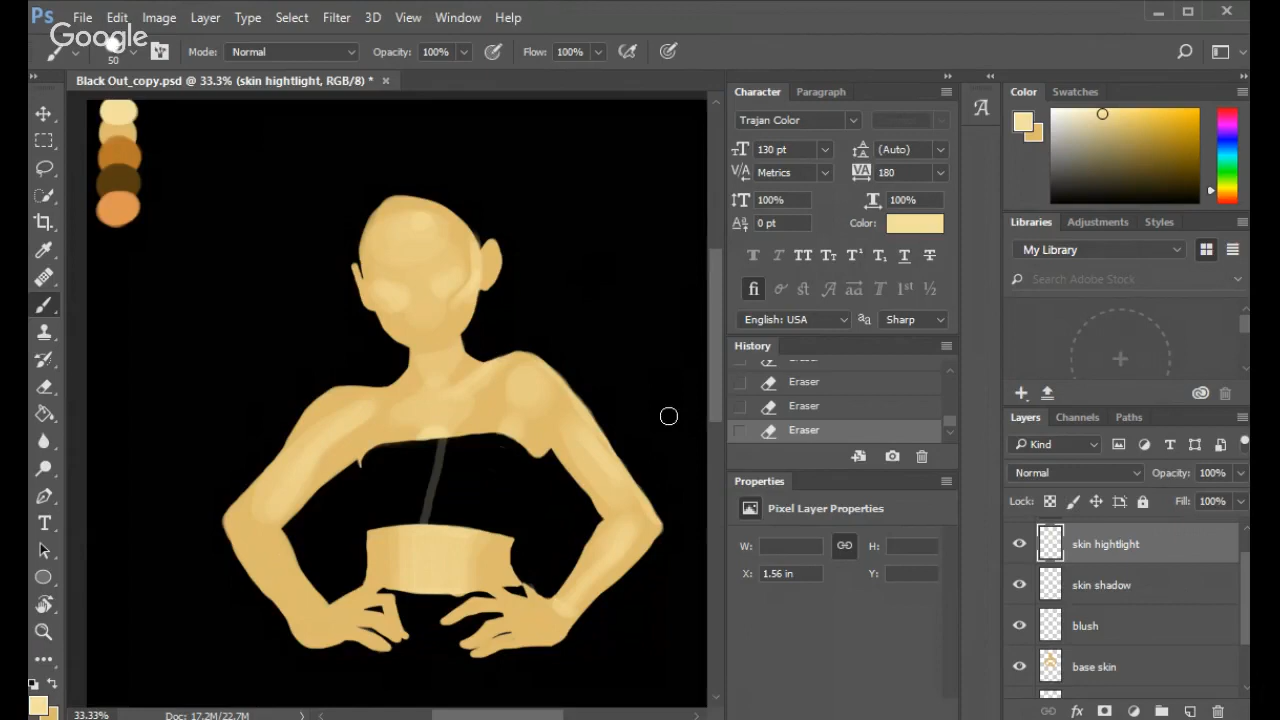 Ps File Edit Image Layer Type Select Filter 3D View Window Help
Google
50 Mode: Normal Opacity: 100% Flow: 100%
Black Out_copy.psd @ 33.3% (skin hightlight, RGB/8) *
Character Paragraph
Trajan Color
130 pt (Auto)
Metrics 180
100% 100%
0 pt Color:
English: USA Sharp
History
Eraser
Eraser
Eraser
Eraser
Properties
Pixel Layer Properties
W: H:
X: 1.56 in Y:
Color Swatches
Libraries Adjustments Styles
My Library
Search Adobe Stock
Layers Channels Paths
Kind
Normal Opacity: 100%
Lock: Fill: 100%
skin hightlight
skin shadow
blush
base skin
33.33% Doc: 17.2M/22.7M